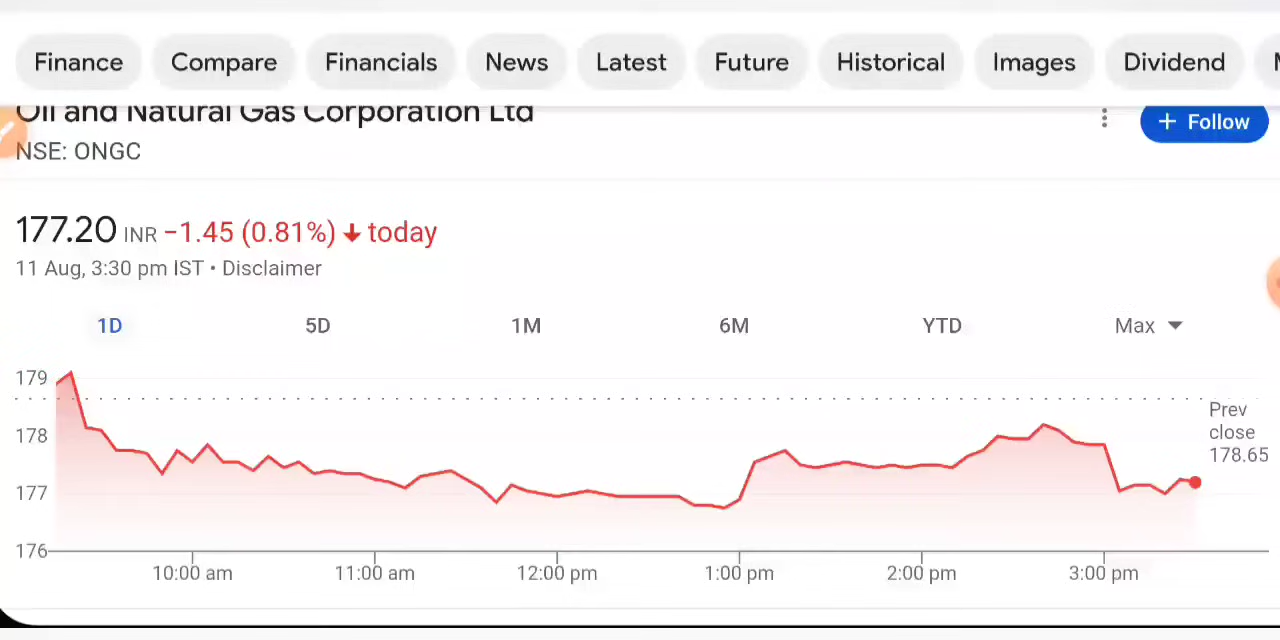 Finance Compare Financials News Latest Future Historical Images Dividend
Oil and Natural Gas Corporation Ltd
+ Follow
NSE: ONGC
177.20 INR −1.45 (0.81%) ↓ today
11 Aug, 3:30 pm IST • Disclaimer
1D 5D 1M 6M YTD Max
179
178
177
176
Prev
close
178.65
10:00 am 11:00 am 12:00 pm 1:00 pm 2:00 pm 3:00 pm